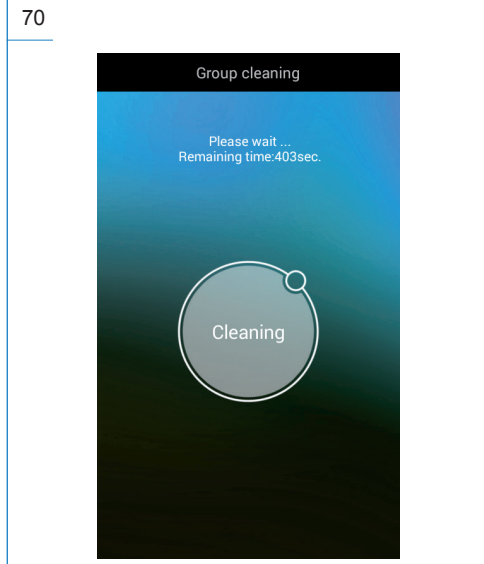 70
Group cleaning
Please wait ...
Remaining time:403sec.
Cleaning